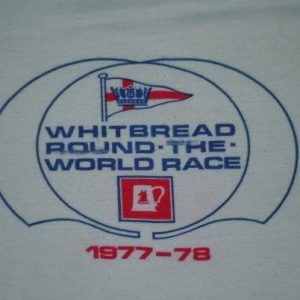 WHITBREAD
ROUND-THE-
WORLD RACE
1977-78